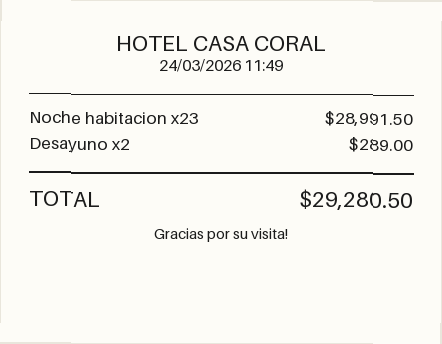 HOTEL CASA CORAL
24/03/2026 11:49
Noche habitacion x23 $28,991.50
Desayuno x2 $289.00
TOTAL $29,280.50
Gracias por su visita!